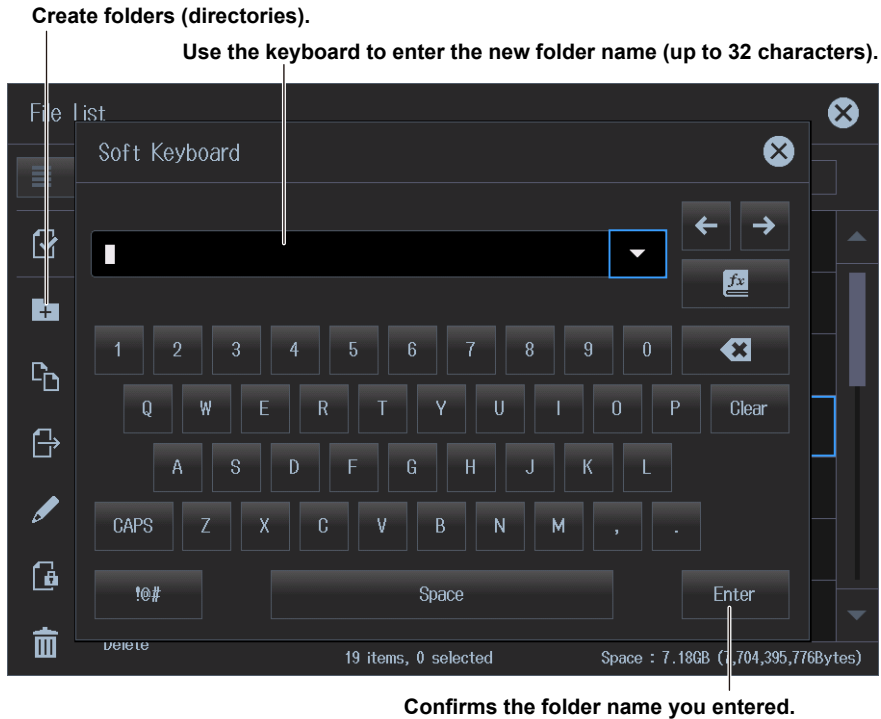 Create folders (directories).
Use the keyboard to enter the new folder name (up to 32 characters).
File List
Soft Keyboard
fx
1 2 3 4 5 6 7 8 9 0
Q W E R T Y U I O P Clear
A S D F G H J K L
CAPS Z X C V B N M , .
!@# Space Enter
Delete
19 items, 0 selected Space : 7.18GB (7,704,395,776Bytes)
Confirms the folder name you entered.